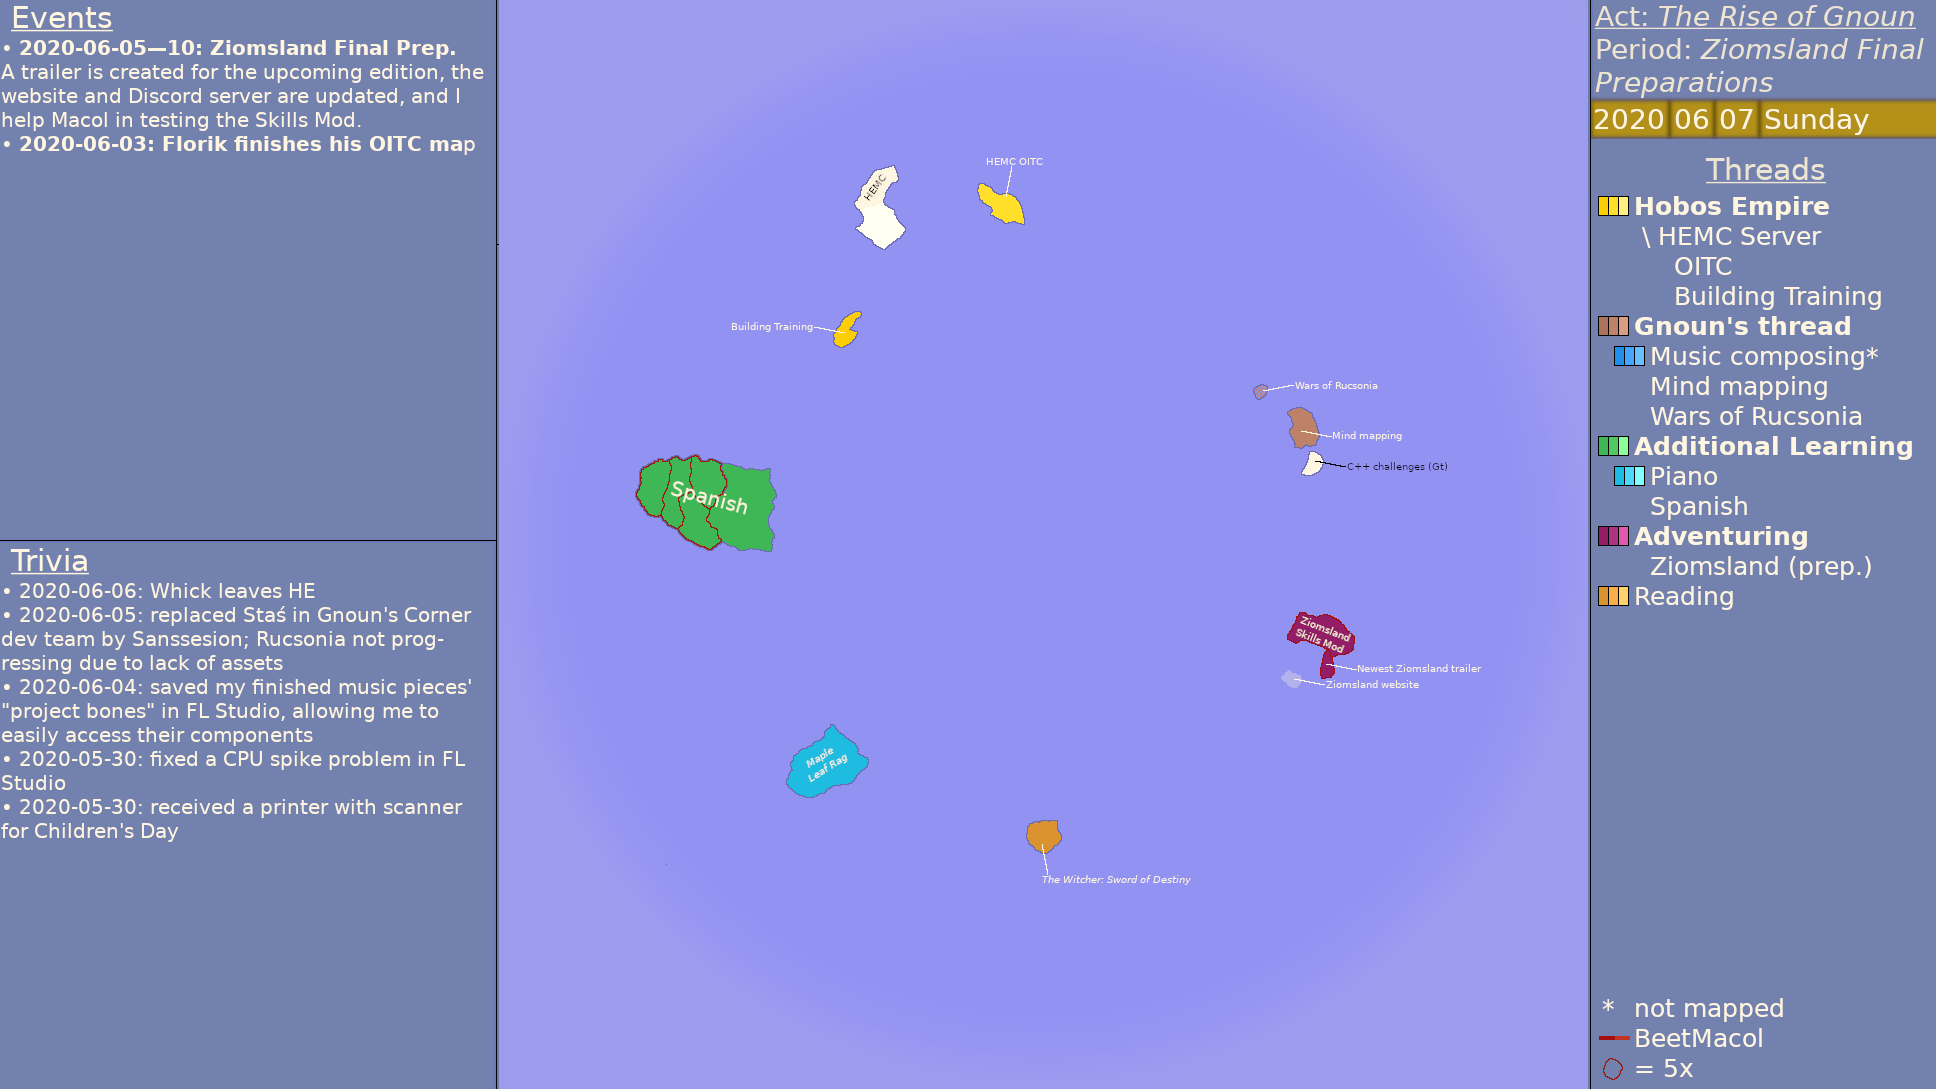 Events
• 2020-06-05—10: Ziomsland Final Prep.
A trailer is created for the upcoming edition, the
website and Discord server are updated, and I
help Macol in testing the Skills Mod.
• 2020-06-03: Florik finishes his OITC map
Trivia
• 2020-06-06: Whick leaves HE
• 2020-06-05: replaced Staś in Gnoun's Corner
dev team by Sanssesion; Rucsonia not prog-
ressing due to lack of assets
• 2020-06-04: saved my finished music pieces'
"project bones" in FL Studio, allowing me to
easily access their components
• 2020-05-30: fixed a CPU spike problem in FL
Studio
• 2020-05-30: received a printer with scanner
for Children's Day
HEMC
HEMC OITC
Building Training
Wars of Rucsonia
Mind mapping
C++ challenges (Gt)
Spanish
Ziomsland
Skills Mod
Newest Ziomsland trailer
Ziomsland website
Maple
Leaf Rag
The Witcher: Sword of Destiny
Act: The Rise of Gnoun
Period: Ziomsland Final
Preparations
2020 06 07 Sunday
Threads
Hobos Empire
\ HEMC Server
OITC
Building Training
Gnoun's thread
Music composing*
Mind mapping
Wars of Rucsonia
Additional Learning
Piano
Spanish
Adventuring
Ziomsland (prep.)
Reading
* not mapped
BeetMacol
= 5x